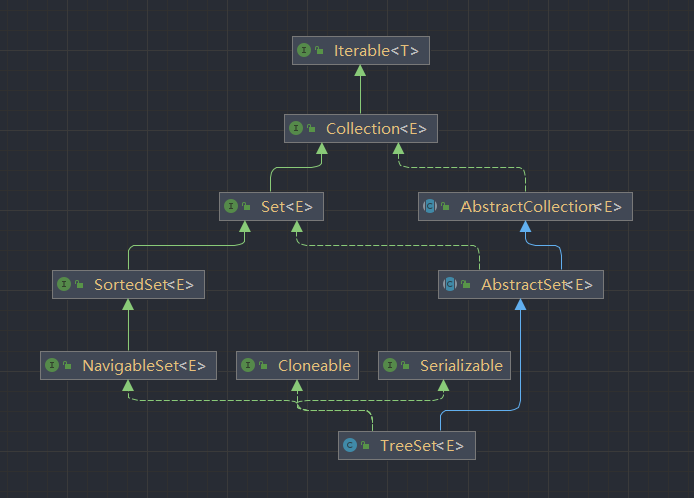 Iterable<T>
Collection<E>
Set<E>
AbstractCollection<E>
SortedSet<E>
AbstractSet<E>
NavigableSet<E>
Cloneable
Serializable
TreeSet<E>